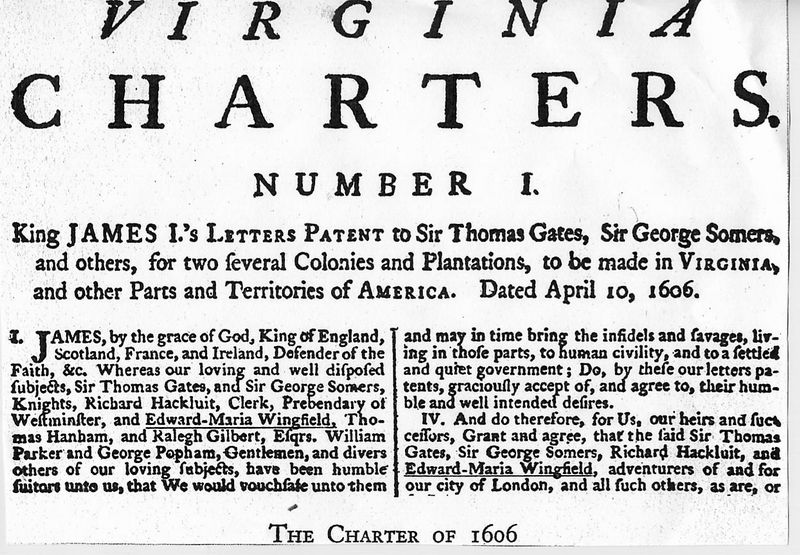 VIRGINIA
CHARTERS.
NUMBER I.
King JAMES I.'s LETTERS PATENT to Sir Thomas Gates, Sir George Somers,
and others, for two ſeveral Colonies and Plantations, to be made in VIRGINIA,
and other Parts and Territories of AMERICA. Dated April 10, 1606.
I. JAMES, by the grace of God, King of England,
Scotland, France, and Ireland, Defender of the
Faith, &c. Whereas our loving and well diſpoſed
ſubjects, Sir Thomas Gates, and Sir George Somers,
Knights, Richard Hackluit, Clerk, Prebendary of
Weſtminſter, and Edward-Maria Wingfield, Tho-
mas Hanham, and Ralegh Gilbert, Eſqrs. William
Parker and George Popham, Gentlemen, and divers
others of our loving ſubjects, have been humble
ſuitors unto us, that We would vouchſafe unto them
and may in time bring the infidels and ſavages, liv-
ing in thoſe parts, to human civility, and to a ſettled
and quiet government; Do, by theſe our letters pa-
tents, graciouſly accept of, and agree to, their hum-
ble and well intended deſires.
IV. And do therefore, for Us, our heirs and ſuc
ceſſors, Grant and agree, that the ſaid Sir Thomas
Gates, Sir George Somers, Richard Hackluit, and
Edward-Maria Wingfield, adventurers of and for
our city of London, and all ſuch others, as are, or
THE CHARTER OF 1606